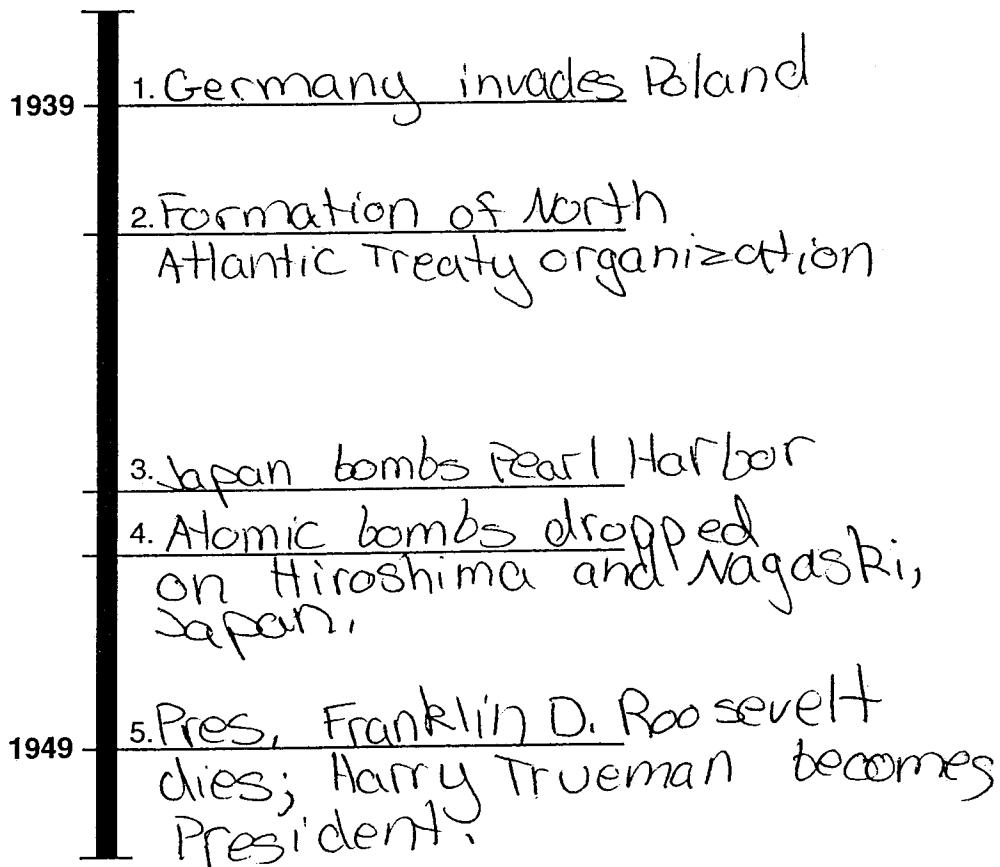 1939
1. Germany invades Poland
2. Formation of North
Atlantic Treaty organization
3. Japan bombs Pearl Harbor
4. Atomic bombs dropped
on Hiroshima and Nagaski,
Japan.
1949
5. Pres. Franklin D. Roosevelt
dies; Harry Trueman becomes
President.